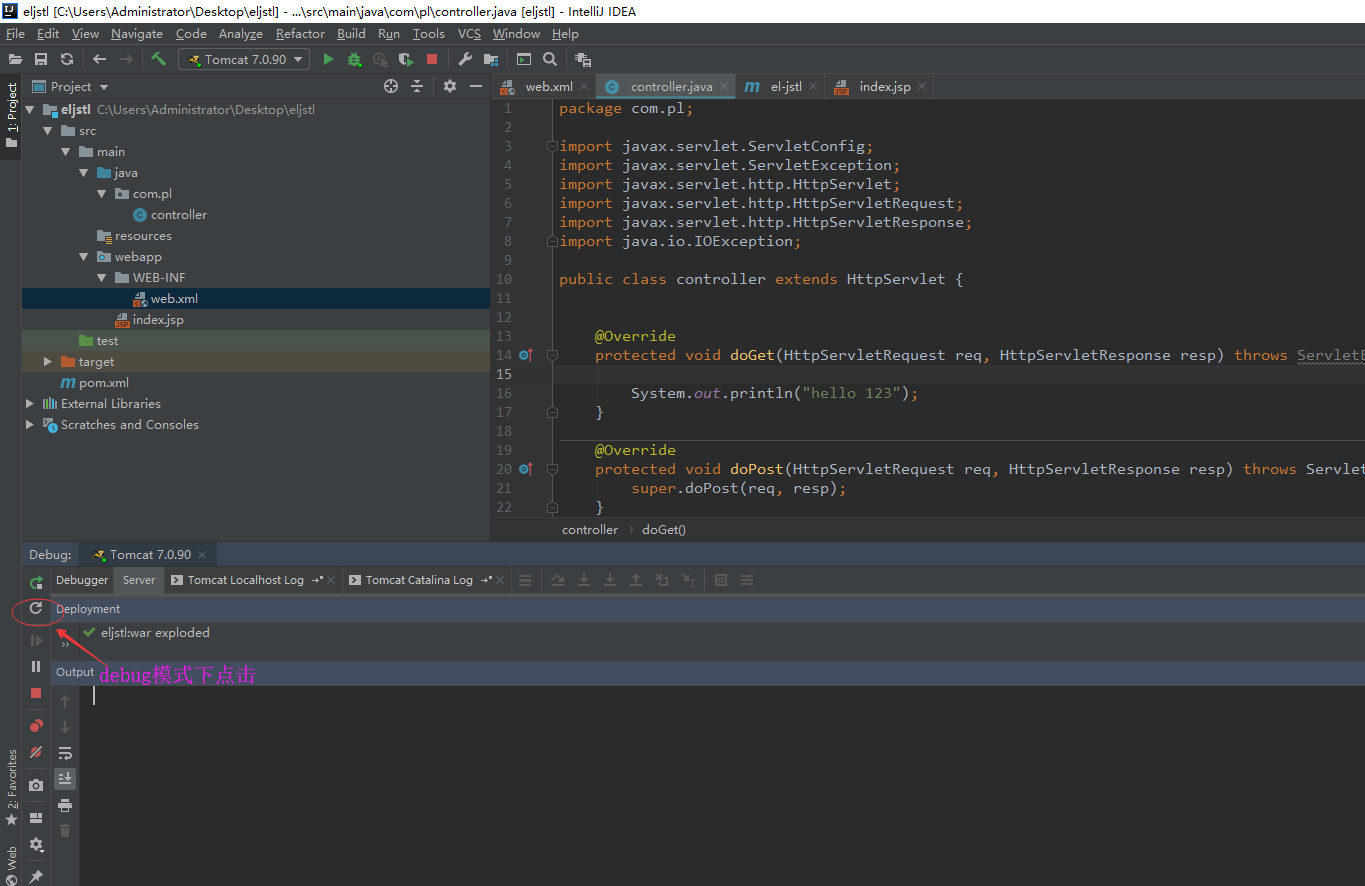 eljstl [C:\Users\Administrator\Desktop\eljstl] - ...\src\main\java\com\pl\controller.java [eljstl] - IntelliJ IDEA
File Edit View Navigate Code Analyze Refactor Build Run Tools VCS Window Help
Tomcat 7.0.90
1: Project
Project
eljstl C:\Users\Administrator\Desktop\eljstl
src
main
java
com.pl
controller
resources
webapp
WEB-INF
web.xml
index.jsp
test
target
pom.xml
External Libraries
Scratches and Consoles
web.xml controller.java el-jstl index.jsp
1 package com.pl;
2
3 import javax.servlet.ServletConfig;
4 import javax.servlet.ServletException;
5 import javax.servlet.http.HttpServlet;
6 import javax.servlet.http.HttpServletRequest;
7 import javax.servlet.http.HttpServletResponse;
8 import java.io.IOException;
9
10 public class controller extends HttpServlet {
11
12
13 @Override
14 protected void doGet(HttpServletRequest req, HttpServletResponse resp) throws ServletE
15
16 System.out.println("hello 123");
17 }
18
19 @Override
20 protected void doPost(HttpServletRequest req, HttpServletResponse resp) throws Servlet
21 super.doPost(req, resp);
22 }
controller › doGet()
Debug: Tomcat 7.0.90
Debugger Server Tomcat Localhost Log Tomcat Catalina Log
Deployment
eljstl:war exploded
Output
debug模式下点击
2: Favorites
Web